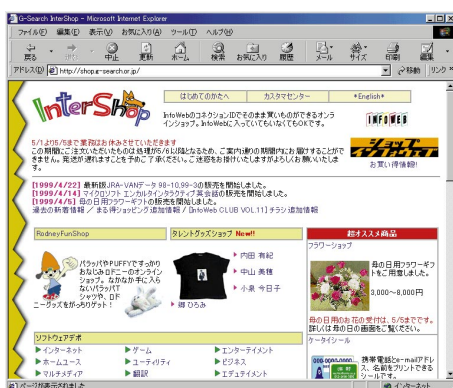 G-Search InterShop - Microsoft Internet Explorer
ファイル(F) 編集(E) 表示(V) お気に入り(A) ツール(T) ヘルプ(H)
戻る 中止 更新 ホーム 検索 お気に入り 履歴 メール サイズ 印刷 編集
アドレス(D) http://shop.g-search.or.jp/ 移動 リンク
InterShop
はじめてのかたへ カスタマセンター *English*
InfoWebのコネクションIDでそのまま買いものができるオンラインショップ。InfoWebに入っていてもいなくてもOKです。
INFOWEB
お買い得情報!
5/1より5/5まで業務はお休みさせていただきます
この期間にご注文いただいたものは処理が5/6以降となるため、ご案内の期間内にお届けすることができません。発送が遅れますことを予めご了承ください。ご迷惑をお掛けいたしますがよろしくお願いいたします。
[1999/4/22] 最新版JRA-VANデータ 98-10,99-3の販売を開始しました。
[1999/4/14] マイクロソフト エンカルタインタラクティブ英会話の販売を開始しました。
[1999/4/5] 母の日用フラワーギフトの販売を開始しました。
過去の新着情報 / まる得ショッピング追加情報 / [InfoWeb CLUB VOL.11] チラシ追加情報
RodneyFunShop
パラッパやPUFFYですっかりおなじみロドニーのオンラインショップ。なかなか手に入らないパラッパTシャツや、ロドニーグッズがっちりゲット!
タレントグッズショップ New!!
内田 有紀
中山 美穂
小泉 今日子
郷 ひろみ
超オススメ商品
フラワーショップ
母の日用フラワーギフトをご用意しました。
3,000～8,000円
母の日用のお花の受付は、5/5までです。
詳しくは母の日の画面をご覧ください。
ケータイシール
携帯電話とe-mailアドレス、名前をプリントできるシールです。
ソフトウェアデポ
インターネット ゲーム エンターテイメント
ホームユース ユーティリティ ビジネス
マルチメディア 翻訳 エデュテイメント
ページが表示されました
インターネット